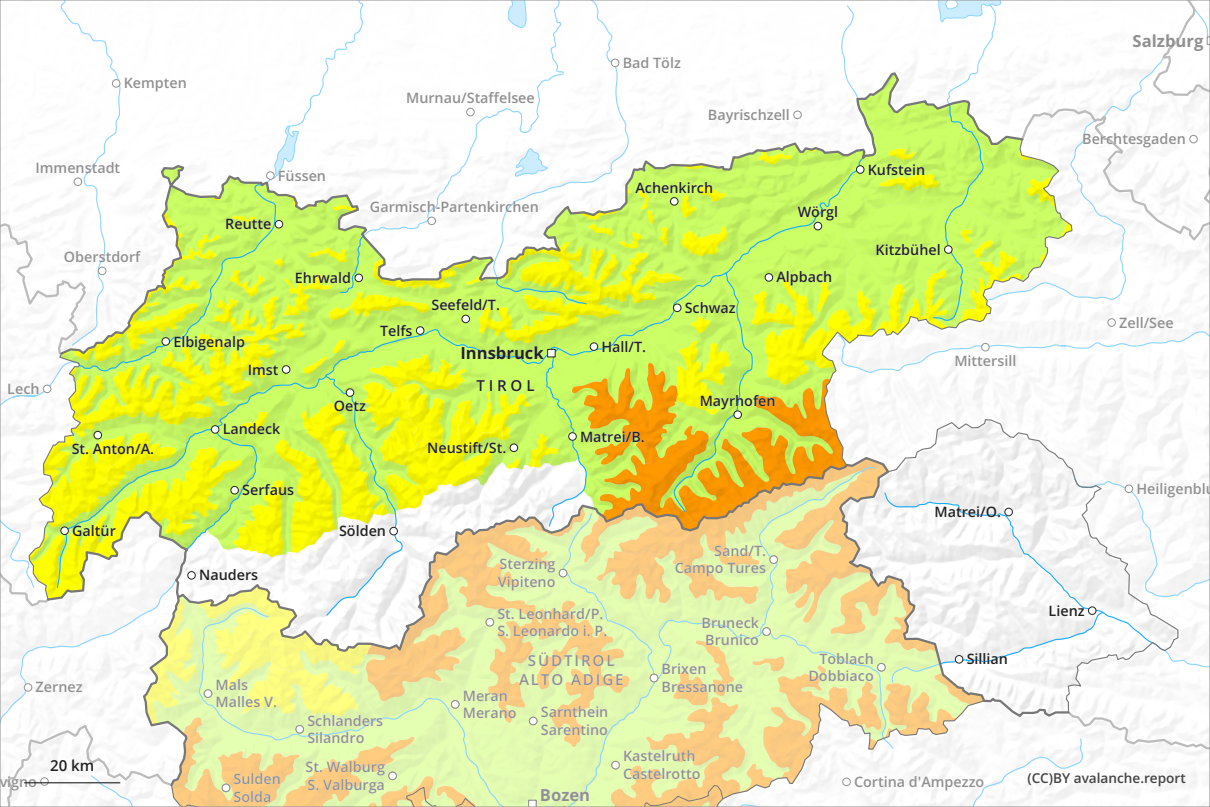 Salzburg
Kempten
Bad Tölz
Murnau/Staffelsee
Bayrischzell
Berchtesgaden
Immenstadt
Füssen
Kufstein
Achenkirch
Garmisch-Partenkirchen
Wörgl
Reutte
Kitzbühel
Oberstdorf
Ehrwald
Alpbach
Seefeld/T.
Schwaz
Zell/See
Telfs
Elbigenalp
Innsbruck
Hall/T.
Mittersill
Imst
TIROL
Lech
Oetz
Mayrhofen
Landeck
Matrei/B.
St. Anton/A.
Neustift/St.
Serfaus
Heiligenblu
Matrei/O.
Galtür
Sölden
Sand/T.
Campo Tures
Sterzing
Vipiteno
Nauders
St. Leonhard/P.
S. Leonardo i. P.
Lienz
Bruneck
Brunico
SÜDTIROL
ALTO ADIGE
Toblach
Dobbiaco
Sillian
Brixen
Bressanone
Zernez
Mals
Malles V.
Meran
Merano
Sarnthein
Sarentino
Schlanders
Silandro
Kastelruth
Castelrotto
20 km
St. Walburg
S. Valburga
vigno
Sulden
Solda
Cortina d'Ampezzo
(CC)BY avalanche.report
Bozen